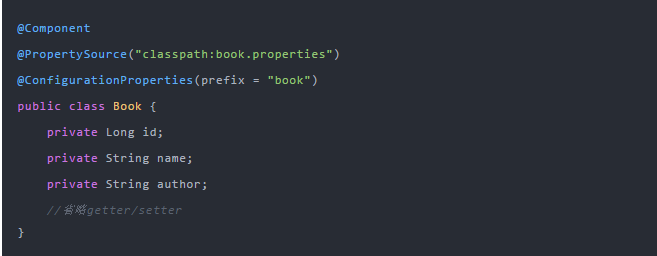 @Component
@PropertySource("classpath:book.properties")
@ConfigurationProperties(prefix = "book")
public class Book {
    private Long id;
    private String name;
    private String author;
    //省略getter/setter
}